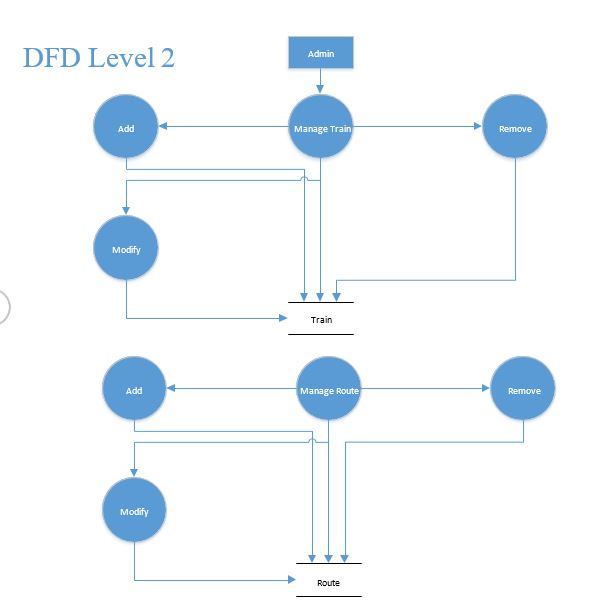 DFD Level 2
Admin
Add
Manage Train
Remove
Modify
Train
Add
Manage Route
Remove
Modify
Route